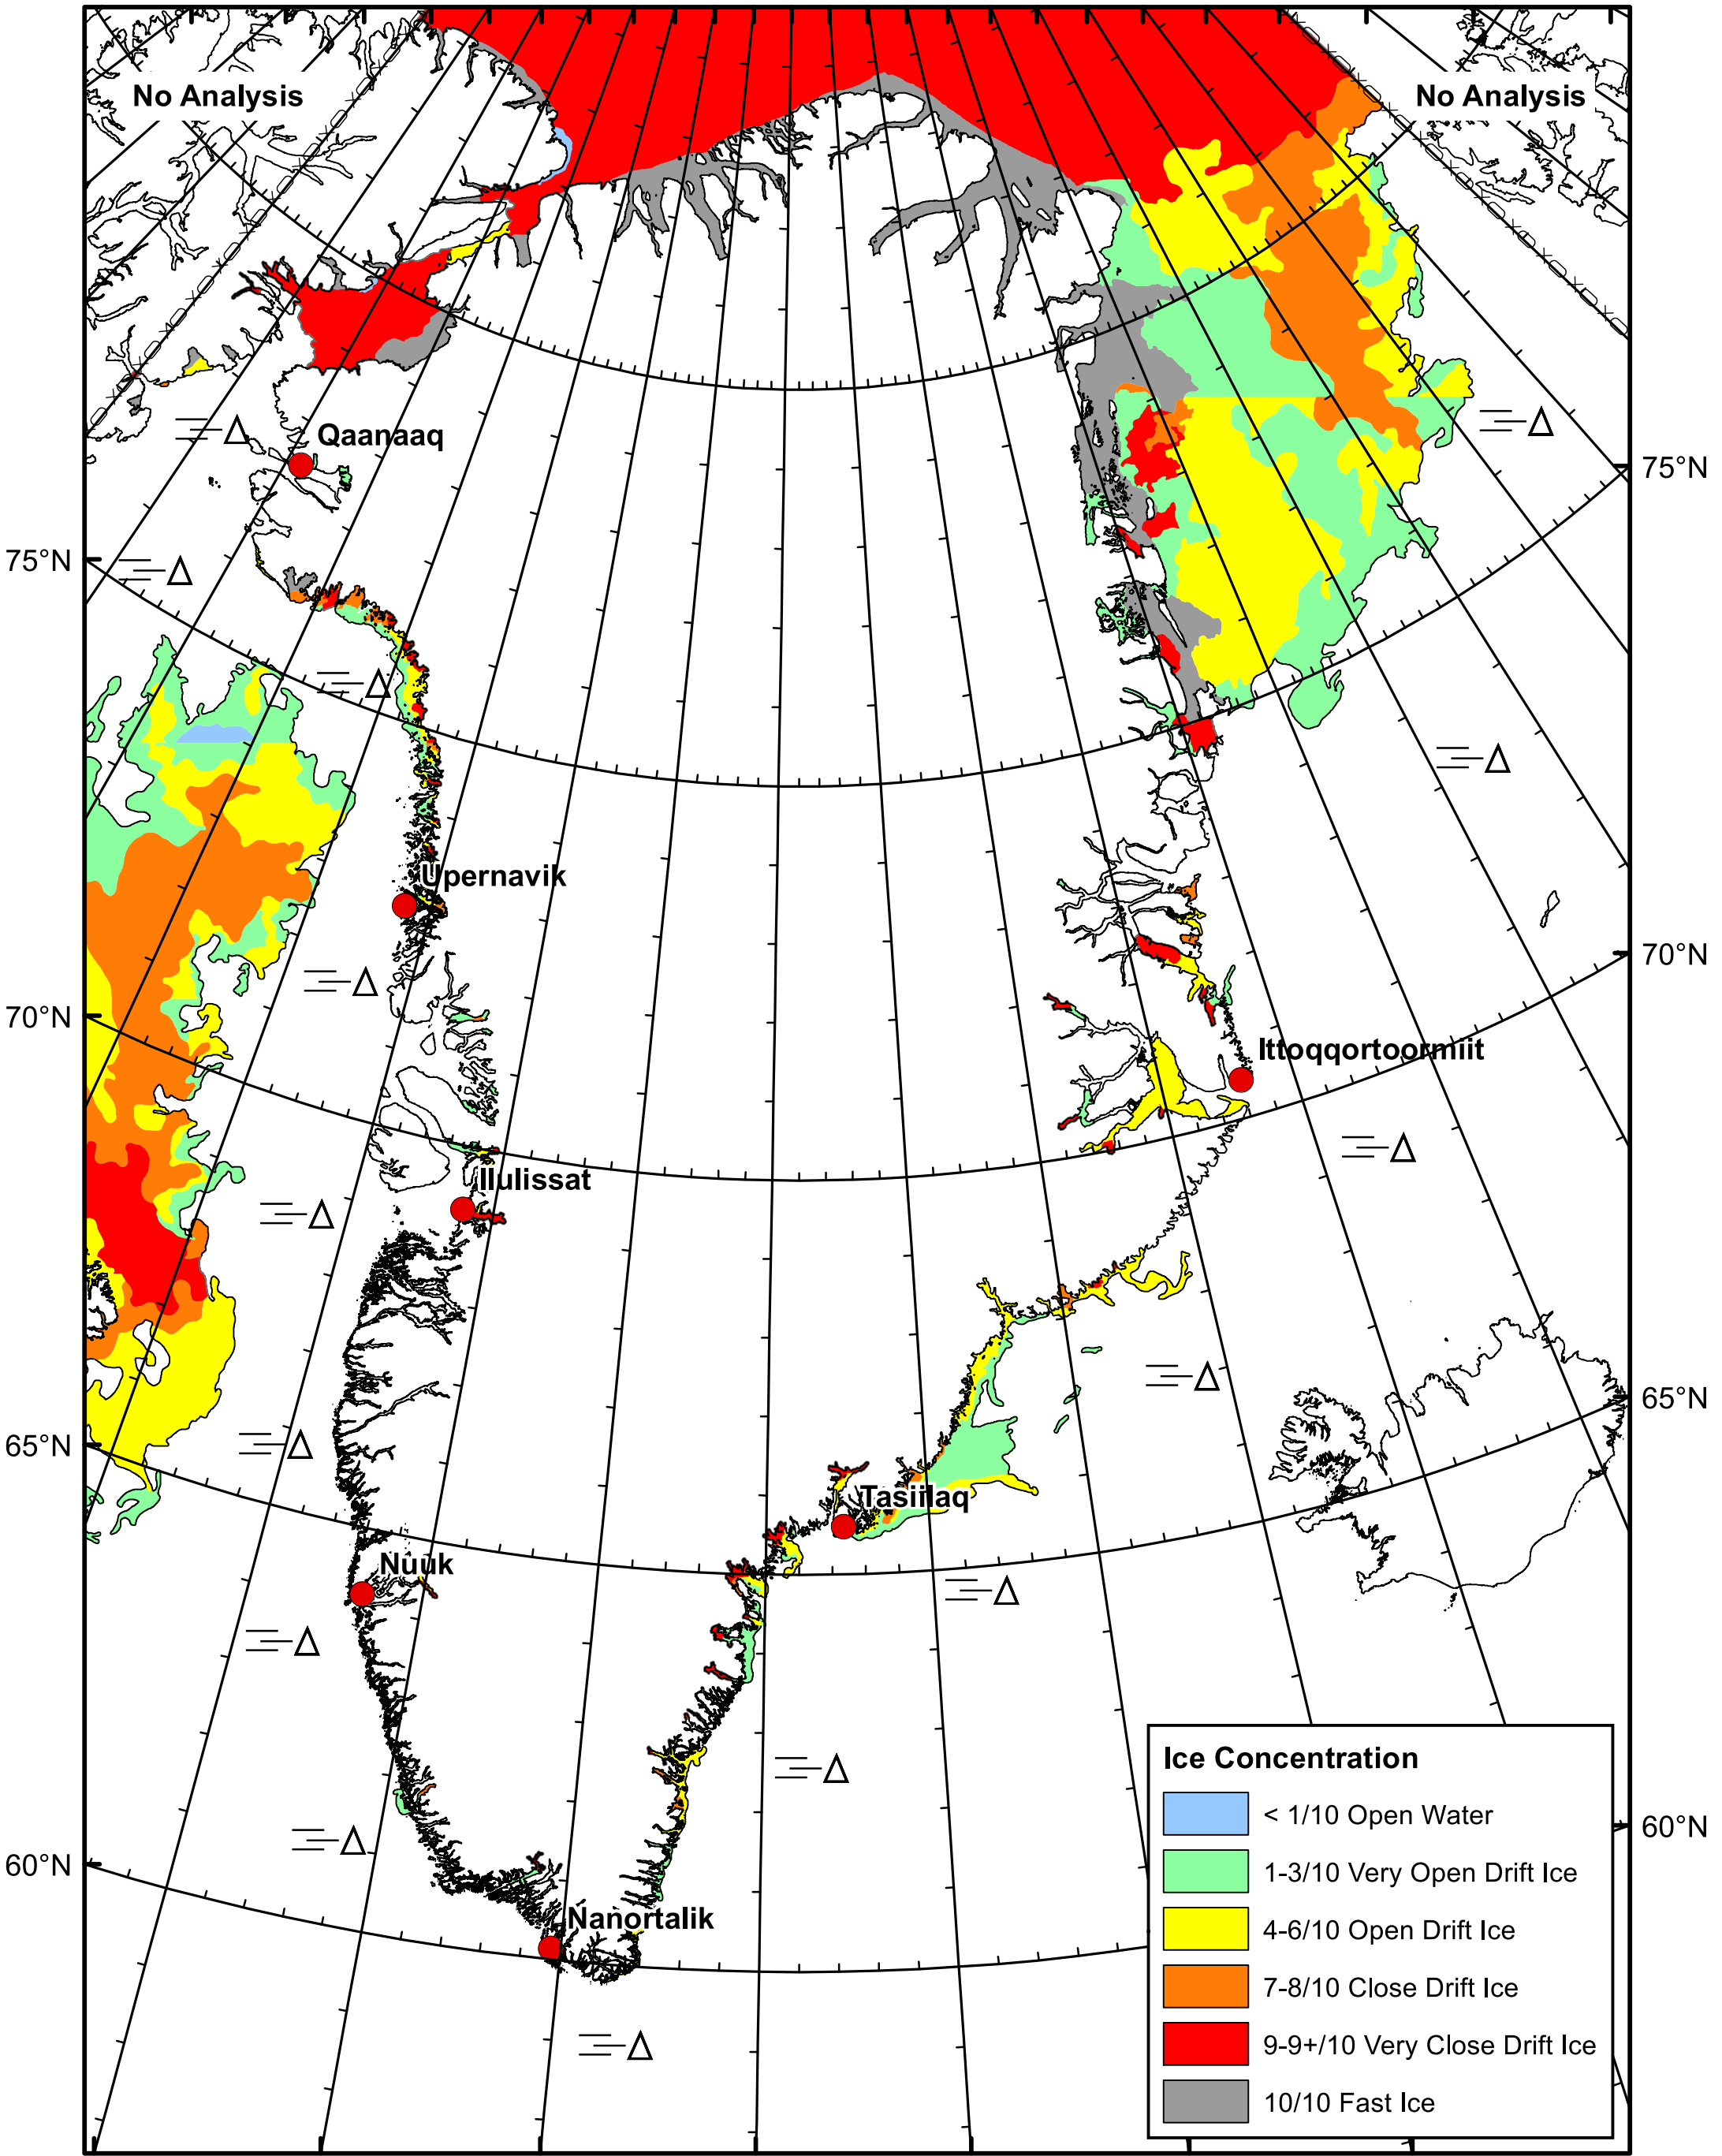 No Analysis
No Analysis
Qaanaaq
75°N
75°N
Upernavik
70°N
70°N
Ittoqqortoormiit
Ilulissat
65°N
65°N
Tasiilaq
Nuuk
60°N
60°N
Nanortalik
Ice Concentration
< 1/10 Open Water
1-3/10 Very Open Drift Ice
4-6/10 Open Drift Ice
7-8/10 Close Drift Ice
9-9+/10 Very Close Drift Ice
10/10 Fast Ice